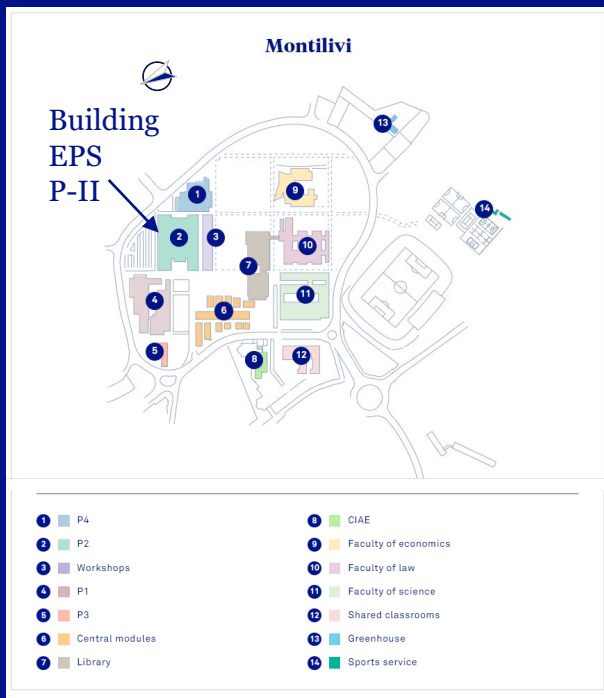 Montilivi
Building
EPS
P-II
13
1
9
14
2
3
10
7
11
4
6
5
8
12
1 P4
2 P2
3 Workshops
4 P1
5 P3
6 Central modules
7 Library
8 CIAE
9 Faculty of economics
10 Faculty of law
11 Faculty of science
12 Shared classrooms
13 Greenhouse
14 Sports service